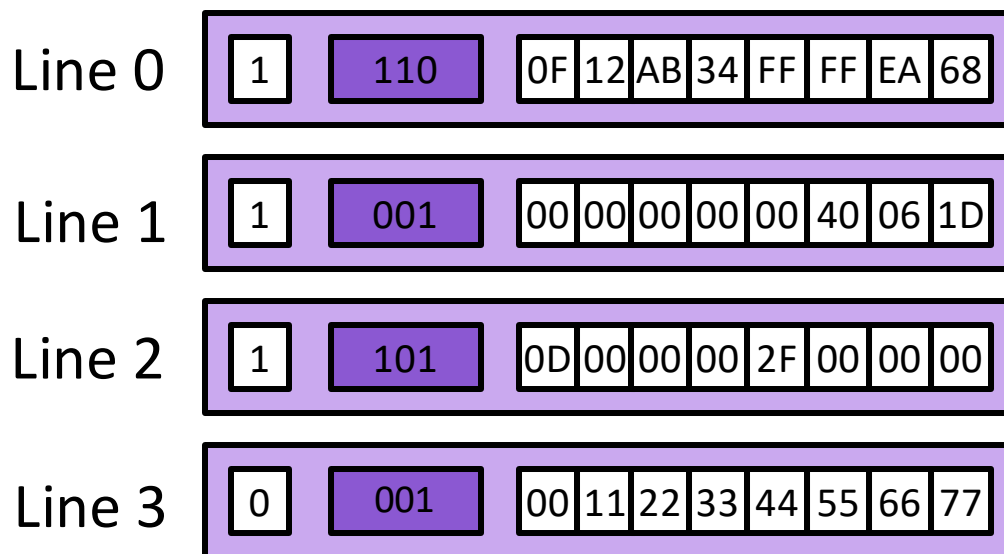 Line 0 1 110 0F 12 AB 34 FF FF EA 68
Line 1 1 001 00 00 00 00 00 40 06 1D
Line 2 1 101 0D 00 00 00 2F 00 00 00
Line 3 0 001 00 11 22 33 44 55 66 77